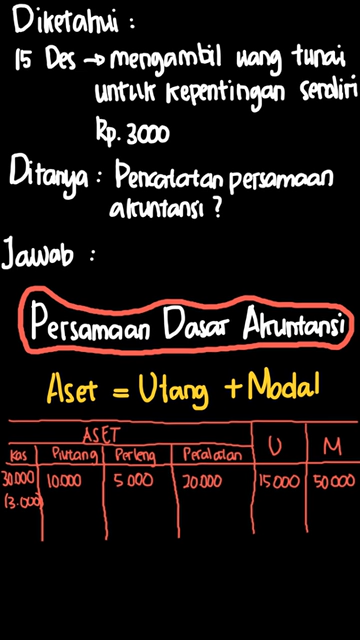 Diketahui :
15 Des → mengambil uang tunai
untuk kepentingan sendiri
Rp. 3000
Ditanya : Pencatatan persamaan
akuntansi ?
Jawab :
Persamaan Dasar Akuntansi
Aset = Utang + Modal
ASET U M
Kas Piutang Perleng Peralatan
30.000 10.000 5.000 20.000 15.000 50.000
(3.000)